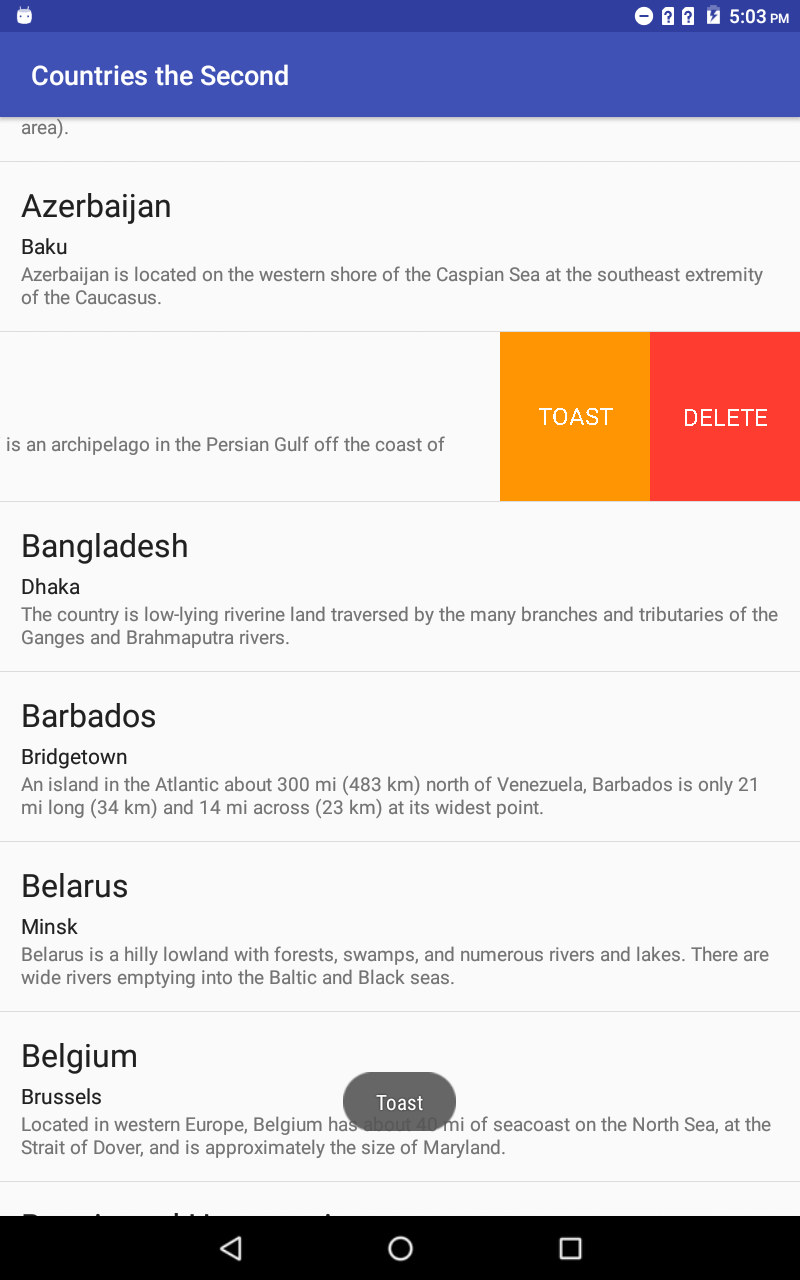 5:03 PM
Countries the Second
area).
Azerbaijan
Baku
Azerbaijan is located on the western shore of the Caspian Sea at the southeast extremity
of the Caucasus.
is an archipelago in the Persian Gulf off the coast of
TOAST
DELETE
Bangladesh
Dhaka
The country is low-lying riverine land traversed by the many branches and tributaries of the
Ganges and Brahmaputra rivers.
Barbados
Bridgetown
An island in the Atlantic about 300 mi (483 km) north of Venezuela, Barbados is only 21
mi long (34 km) and 14 mi across (23 km) at its widest point.
Belarus
Minsk
Belarus is a hilly lowland with forests, swamps, and numerous rivers and lakes. There are
wide rivers emptying into the Baltic and Black seas.
Belgium
Brussels
Toast
Located in western Europe, Belgium has about 40 mi of seacoast on the North Sea, at the
Strait of Dover, and is approximately the size of Maryland.